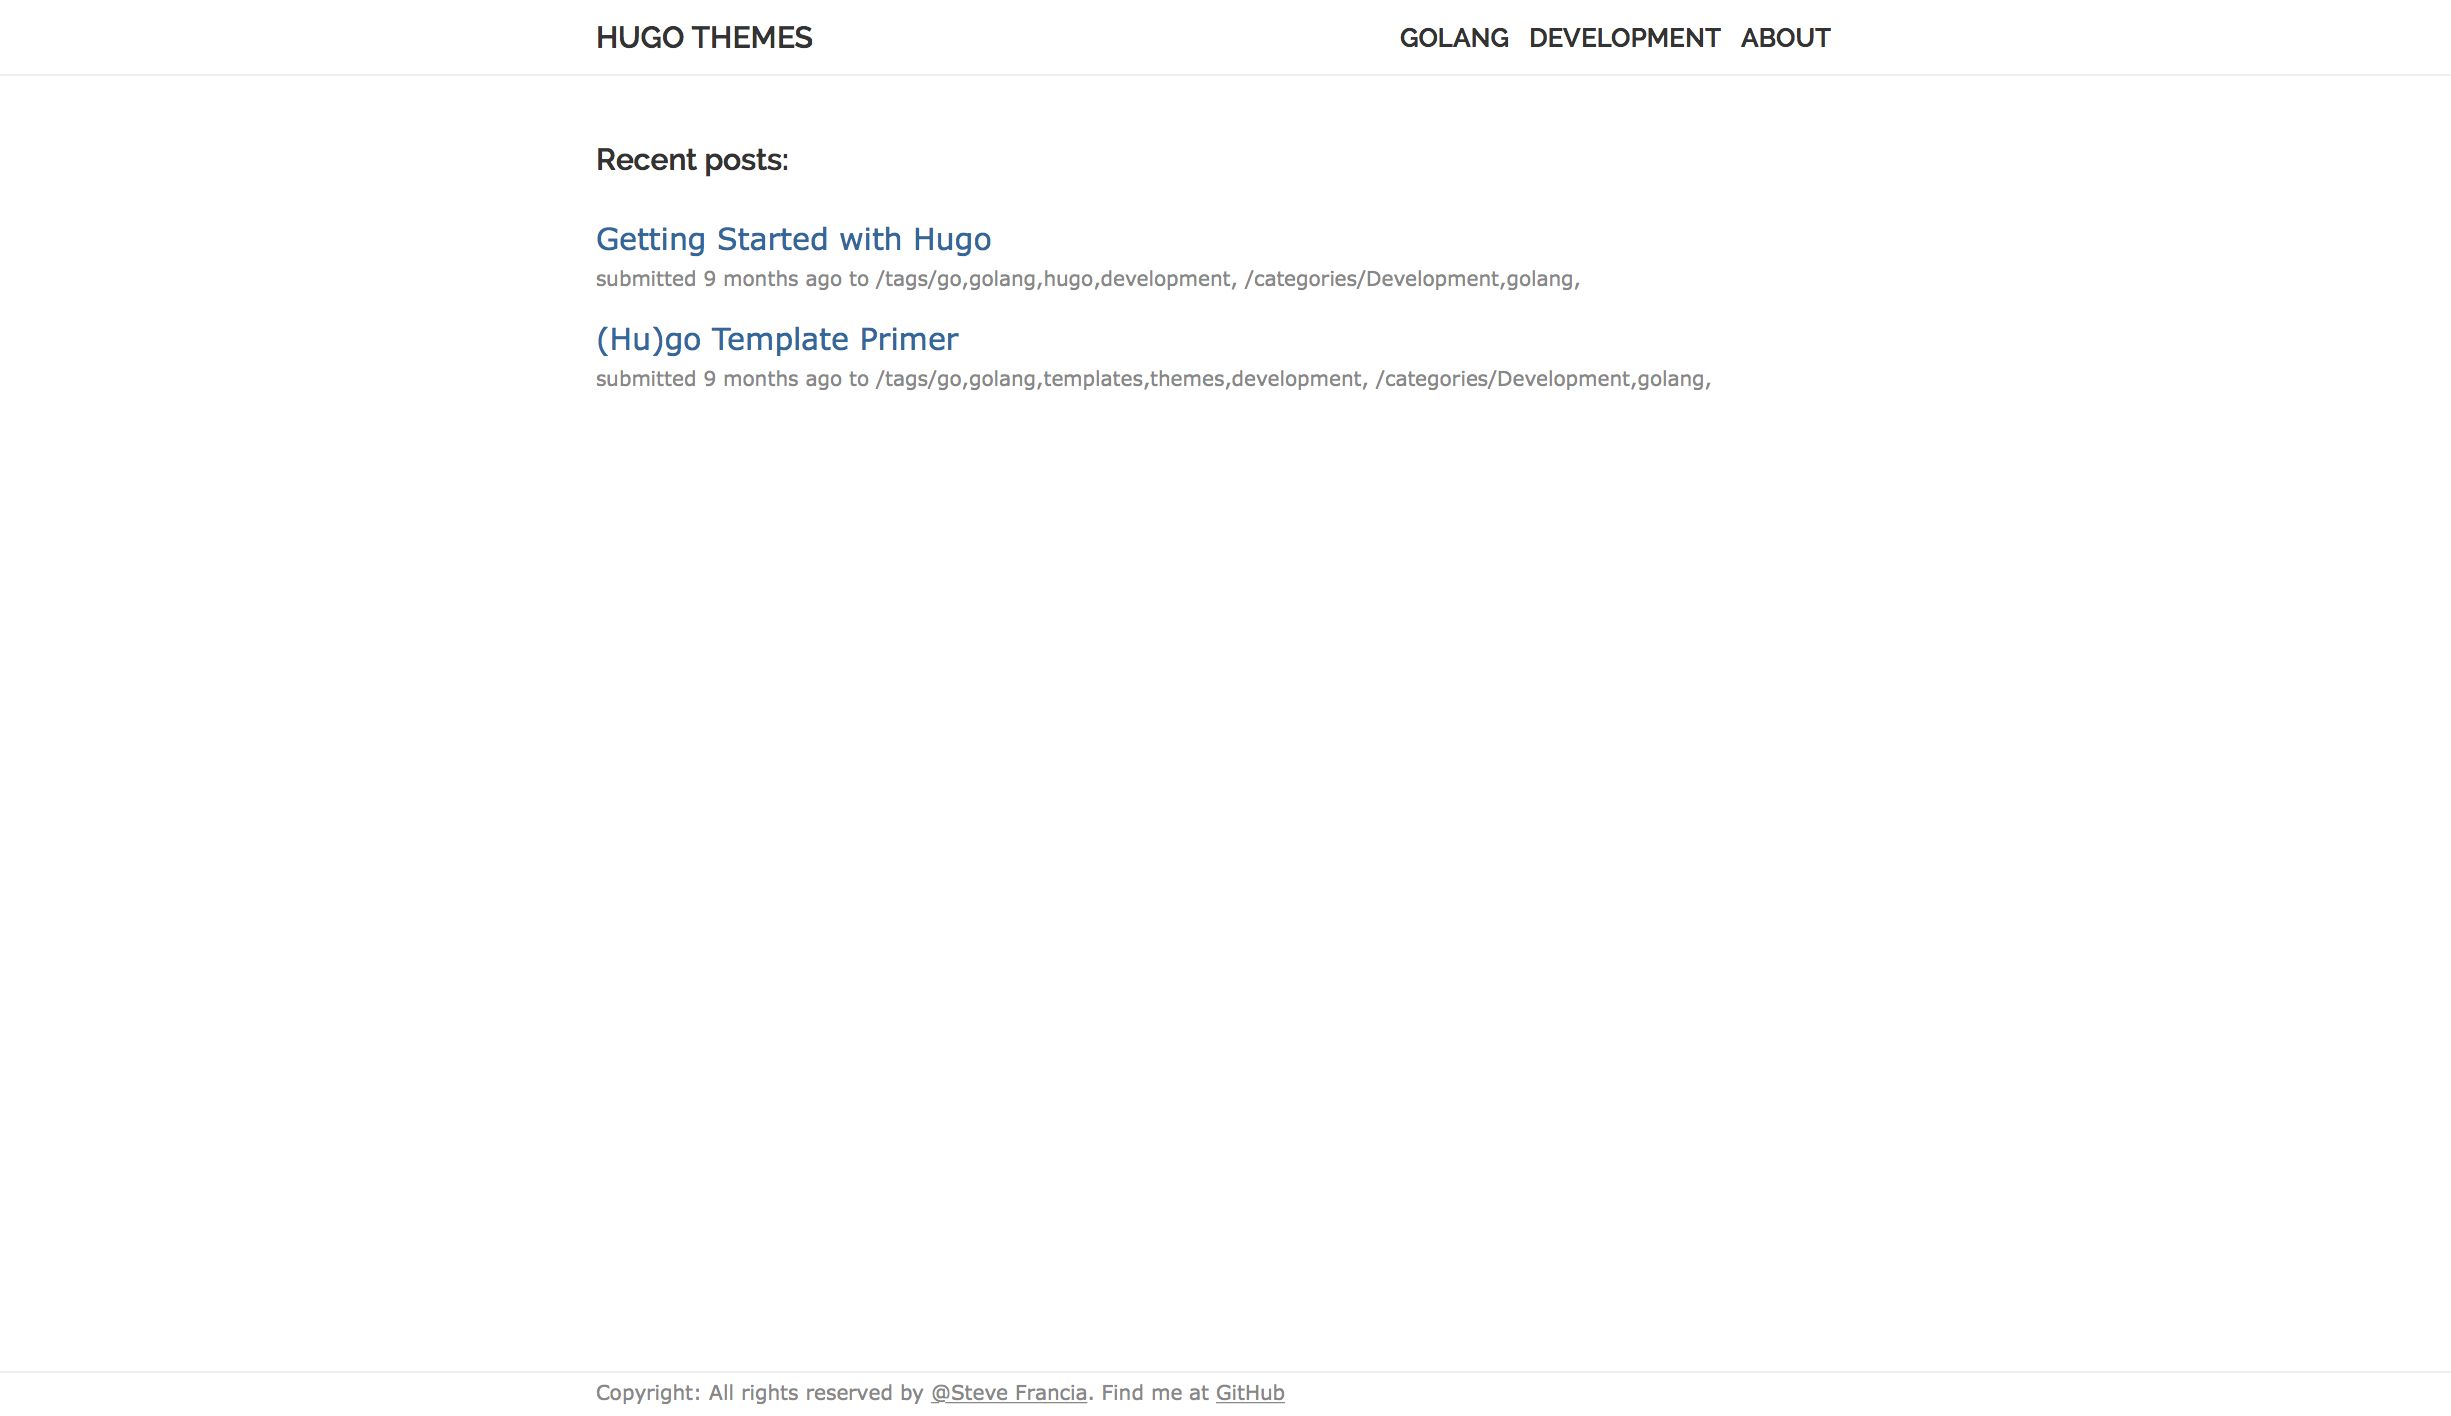 HUGO THEMES
GOLANG DEVELOPMENT ABOUT
Recent posts:
Getting Started with Hugo
submitted 9 months ago to /tags/go,golang,hugo,development, /categories/Development,golang,
(Hu)go Template Primer
submitted 9 months ago to /tags/go,golang,templates,themes,development, /categories/Development,golang,
Copyright: All rights reserved by @Steve Francia. Find me at GitHub